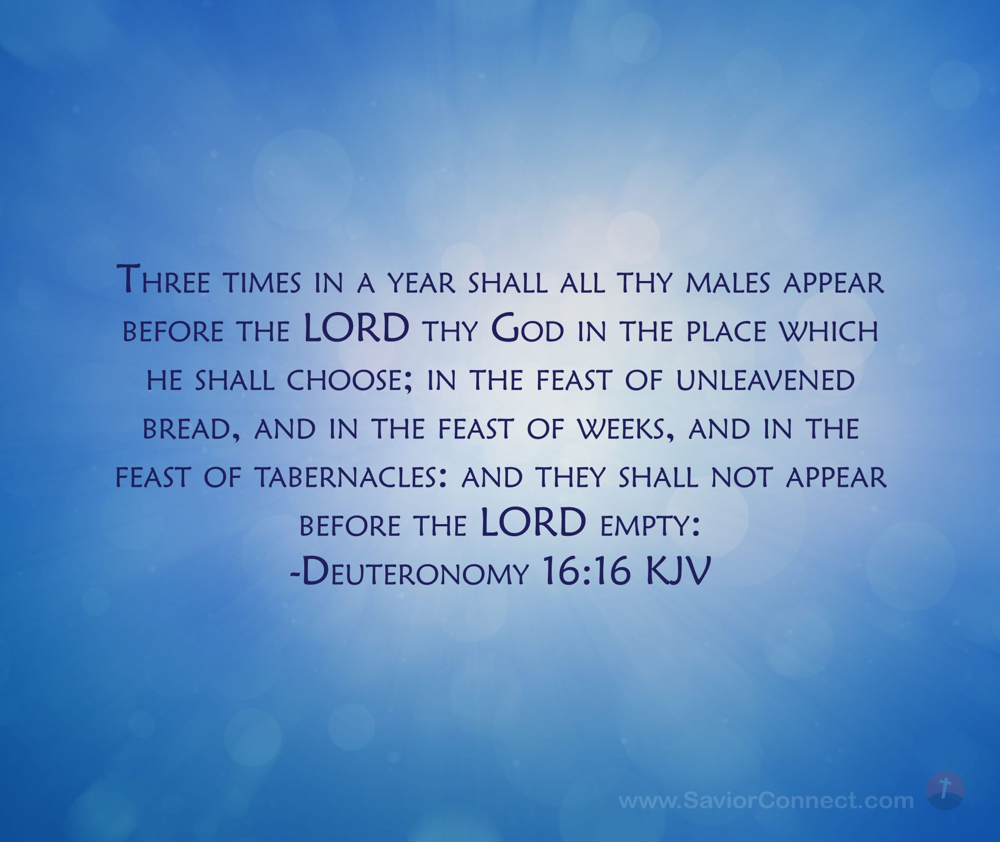 Three times in a year shall all thy males appear
before the LORD thy God in the place which
he shall choose; in the feast of unleavened
bread, and in the feast of weeks, and in the
feast of tabernacles: and they shall not appear
before the LORD empty:
-Deuteronomy 16:16 KJV
www.SaviorConnect.com